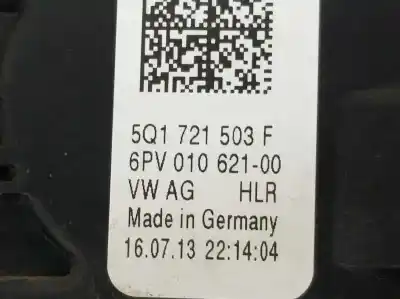 5Q1 721 503 F
6PV 010 621-00
VW AG HLR
Made in Germany
16.07.13 22:14:04